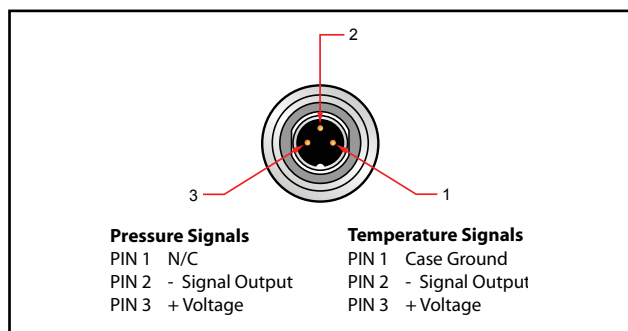 2
3
1
Pressure Signals
PIN 1 N/C
PIN 2 - Signal Output
PIN 3 + Voltage
Temperature Signals
PIN 1 Case Ground
PIN 2 - Signal Output
PIN 3 + Voltage